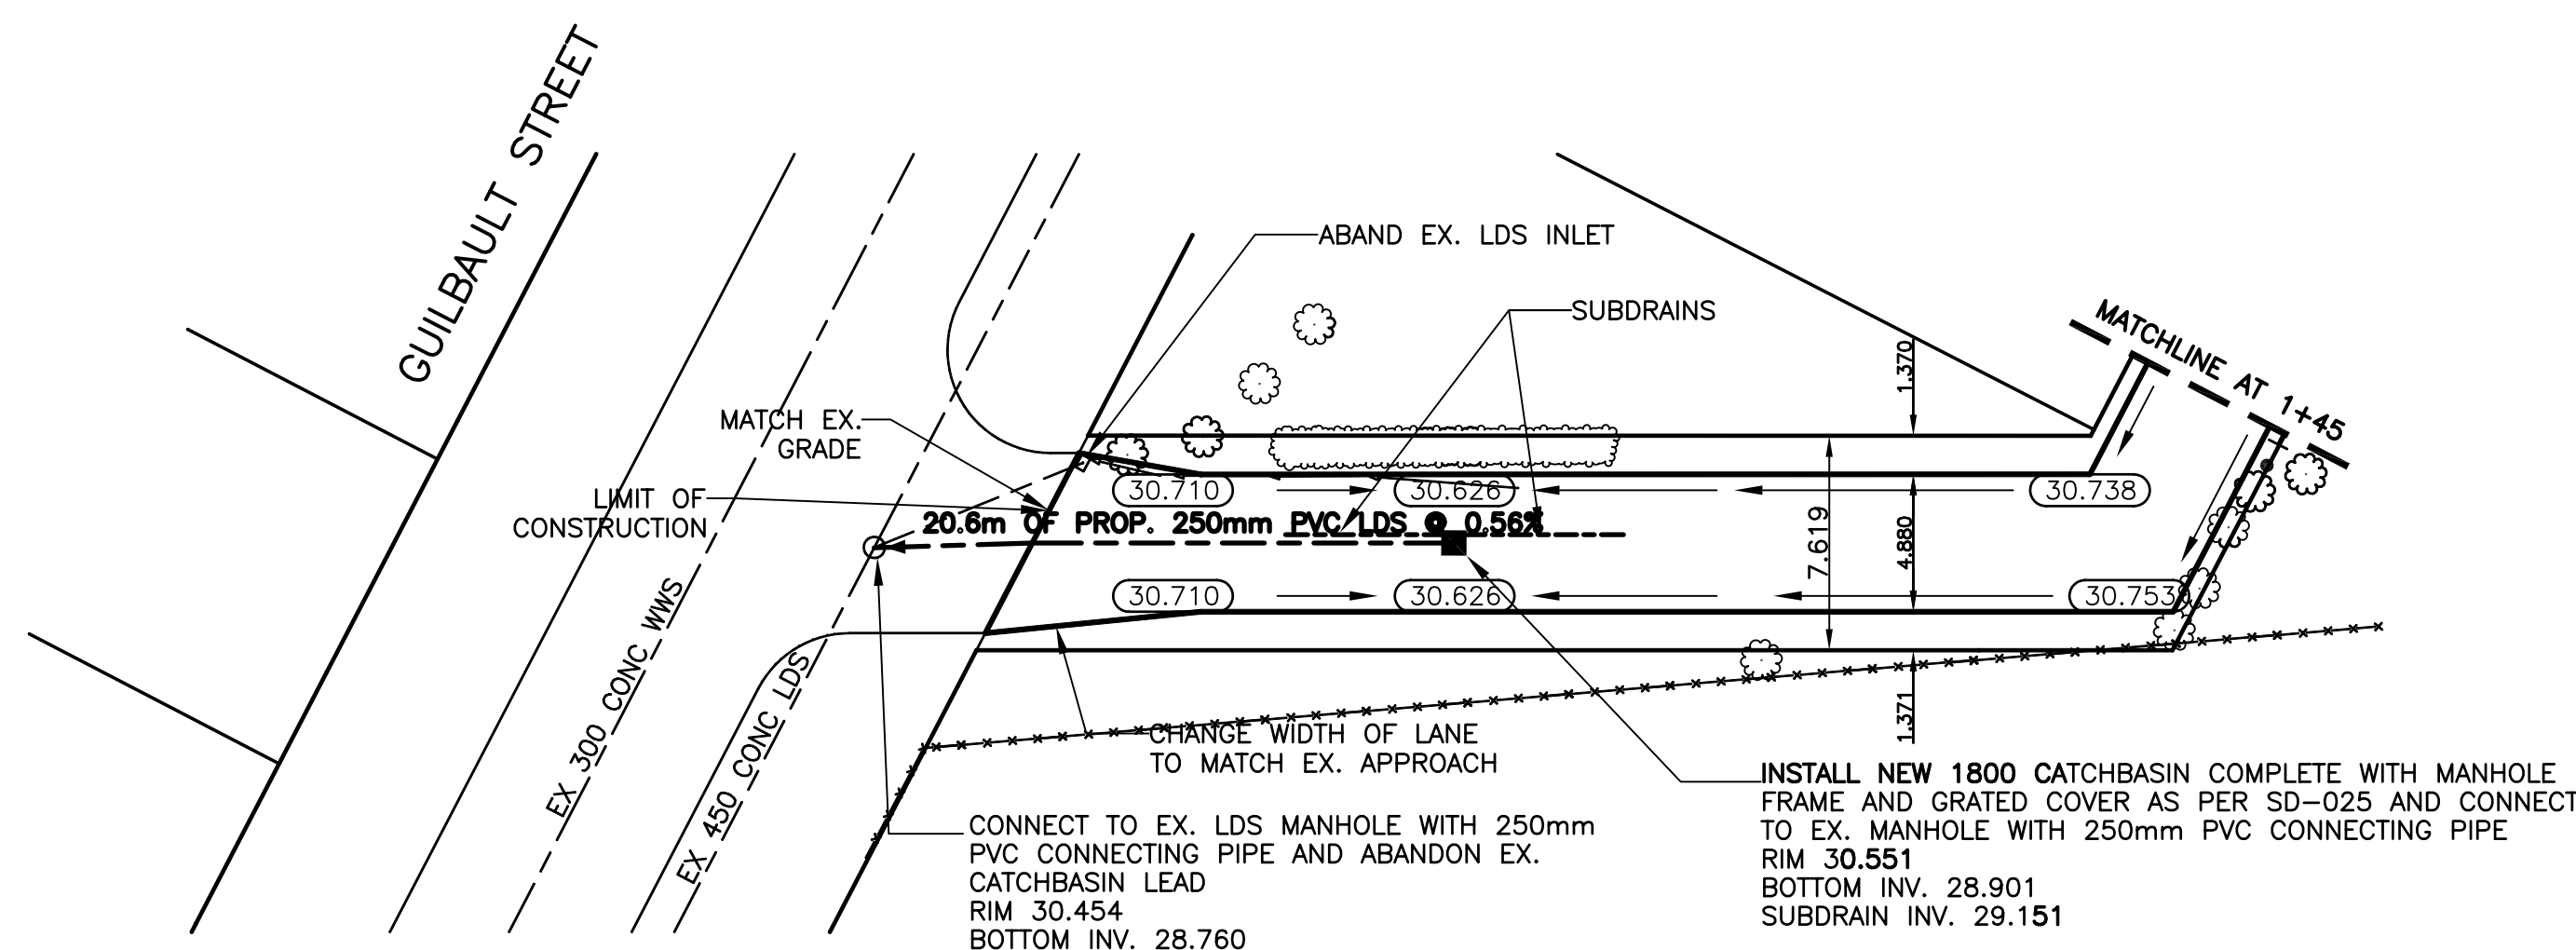 GUILBAULT STREET
ABAND EX. LDS INLET
SUBDRAINS
MATCHLINE AT 1+45
1.370
MATCH EX.
GRADE
LIMIT OF
CONSTRUCTION
30.710
30.626
30.738
20.6m OF PROP. 250mm PVC LDS @ 0.56%
7.619
4.880
30.710
30.626
30.753
EX 300 CONC WWS
EX 450 CONC LDS
1.371
CHANGE WIDTH OF LANE
TO MATCH EX. APPROACH
CONNECT TO EX. LDS MANHOLE WITH 250mm
PVC CONNECTING PIPE AND ABANDON EX.
CATCHBASIN LEAD
RIM 30.454
BOTTOM INV. 28.760
INSTALL NEW 1800 CATCHBASIN COMPLETE WITH MANHOLE
FRAME AND GRATED COVER AS PER SD-025 AND CONNECT
TO EX. MANHOLE WITH 250mm PVC CONNECTING PIPE
RIM 30.551
BOTTOM INV. 28.901
SUBDRAIN INV. 29.151